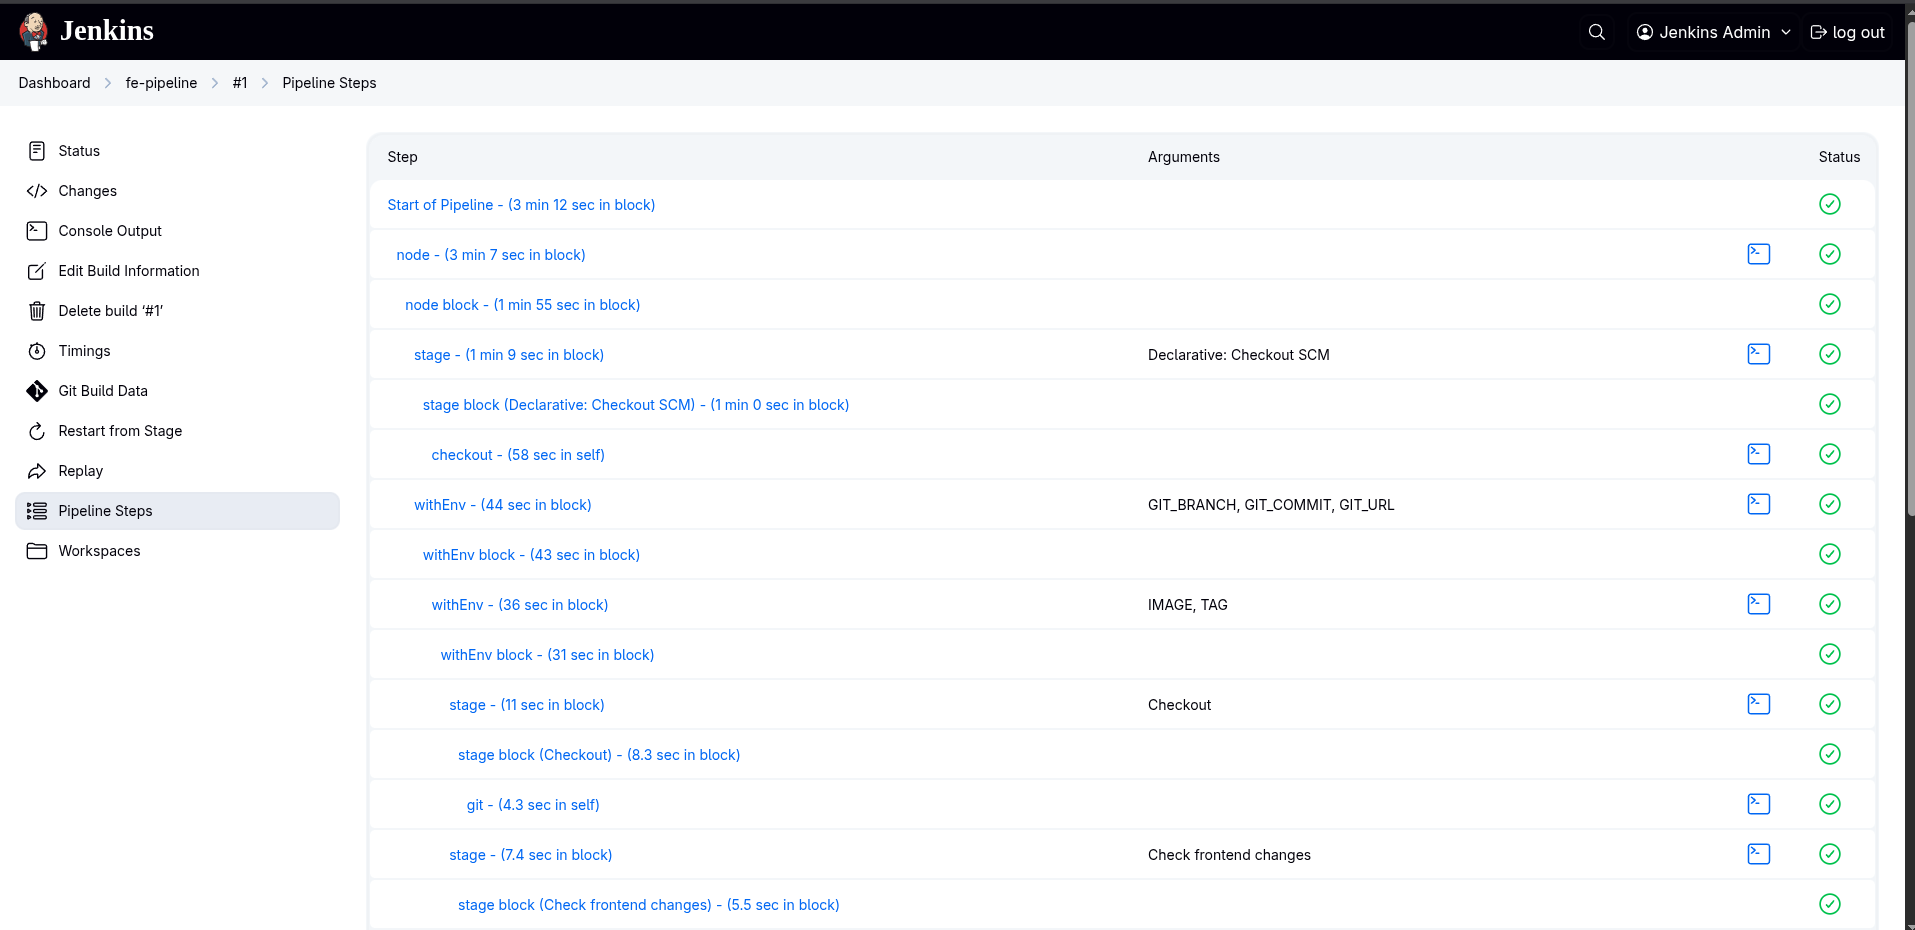 Jenkins
Jenkins Admin
log out
Dashboard
fe-pipeline
#1
Pipeline Steps
Status
Changes
Console Output
Edit Build Information
Delete build ‘#1’
Timings
Git Build Data
Restart from Stage
Replay
Pipeline Steps
Workspaces
Step Arguments Status
Start of Pipeline - (3 min 12 sec in block)
node - (3 min 7 sec in block)
node block - (1 min 55 sec in block)
stage - (1 min 9 sec in block) Declarative: Checkout SCM
stage block (Declarative: Checkout SCM) - (1 min 0 sec in block)
checkout - (58 sec in self)
withEnv - (44 sec in block) GIT_BRANCH, GIT_COMMIT, GIT_URL
withEnv block - (43 sec in block)
withEnv - (36 sec in block) IMAGE, TAG
withEnv block - (31 sec in block)
stage - (11 sec in block) Checkout
stage block (Checkout) - (8.3 sec in block)
git - (4.3 sec in self)
stage - (7.4 sec in block) Check frontend changes
stage block (Check frontend changes) - (5.5 sec in block)